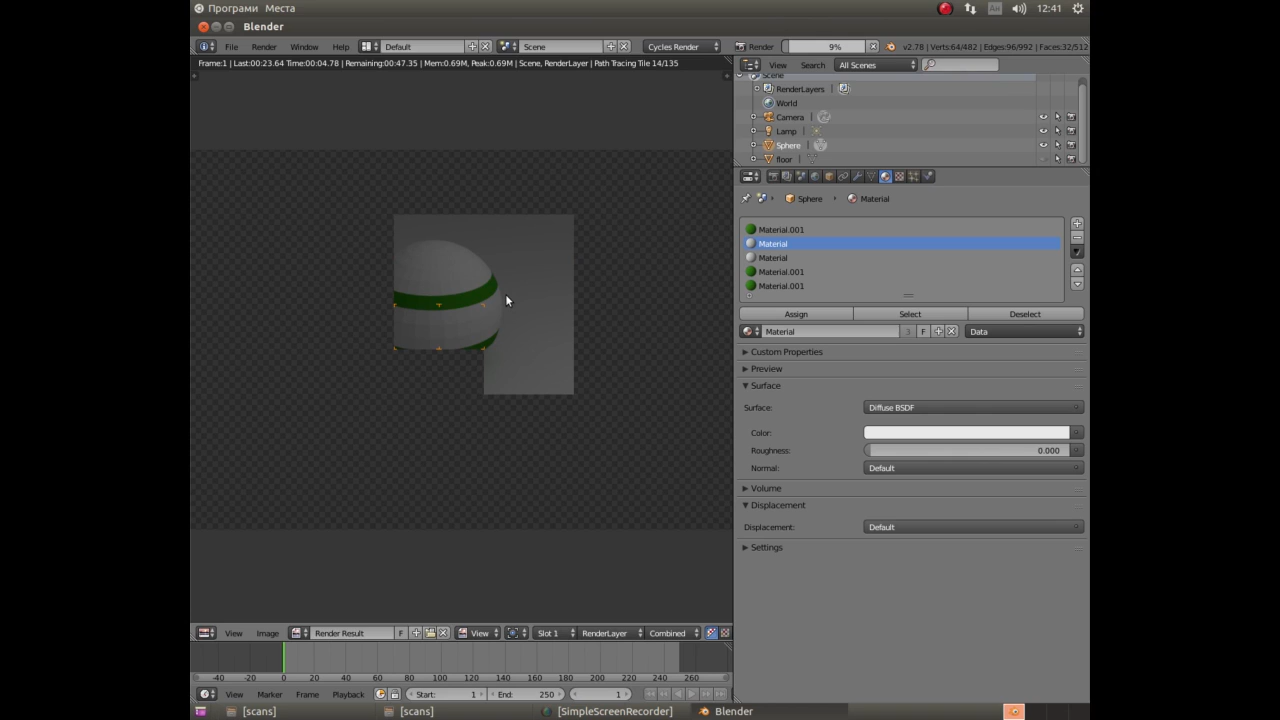 Програми Места Ан 12:41
Blender
File Render Window Help Default Scene Cycles Render Render 9% v2.78 | Verts:64/482 | Edges:96/992 | Faces:32/512
Frame:1 | Last:00:23.64 Time:00:04.78 | Remaining:00:47.35 | Mem:0.69M, Peak:0.69M | Scene, RenderLayer | Path Tracing Tile 14/135
View Search All Scenes
Scene
RenderLayers |
World
Camera |
Lamp |
Sphere |
floor |
Sphere Material
Material.001
Material
Material
Material.001
Material.001
Assign Select Deselect
Material 3 F Data
Custom Properties
Preview
Surface
Surface: Diffuse BSDF
Color:
Roughness: 0.000
Normal: Default
Volume
Displacement
Displacement: Default
Settings
View Image Render Result F View Slot 1 RenderLayer Combined
-40 -20 0 20 40 60 80 100 120 140 160 180 200 220 240 260
View Marker Frame Playback Start: 1 End: 250 1
[scans] [scans] [SimpleScreenRecorder] Blender